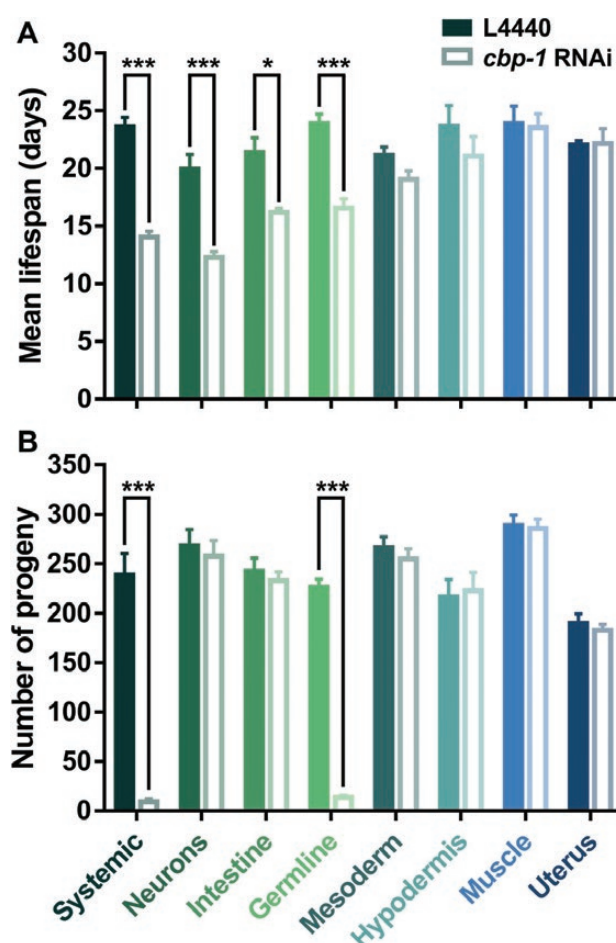 A
L4440
cbp-1 RNAi
Mean lifespan (days)
30
25
20
15
10
5
0
***
***
*
***
B
Number of progeny
350
300
250
200
150
100
50
0
***
***
Systemic
Neurons
Intestine
Germline
Mesoderm
Hypodermis
Muscle
Uterus